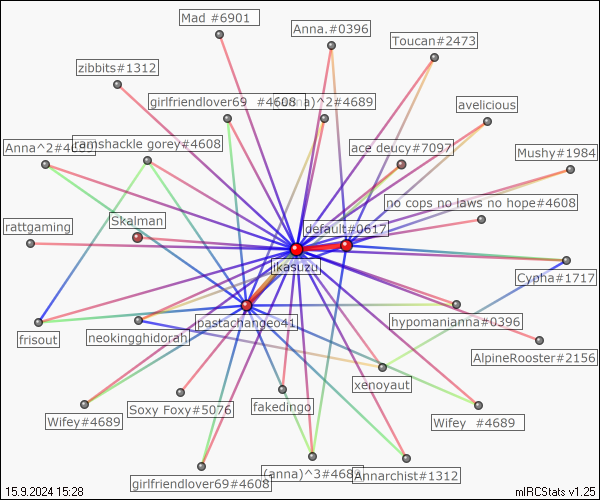 Mad #6901
Anna.#0396
Toucan#2473
zibbits#1312
girlfriendlover69 #4608
)^2#4689
avelicious
Anna^2#4689
ramshackle gorey#4608
ace deucy#7097
Mushy#1984
no cops no laws no hope#4608
rattgaming
Skalman
default#0617
ikasuzu
Cypha#1717
pastachangeo41
hypomanianna#0396
frisout
neokingghidorah
AlpineRooster#2156
xenoyaut
Wifey#4689
Soxy Foxy#5076
fakedingo
Wifey #4689
girlfriendlover69#4608
(anna)^3#4689
Annarchist#1312
15.9.2024 15:28
mIRCStats v1.25